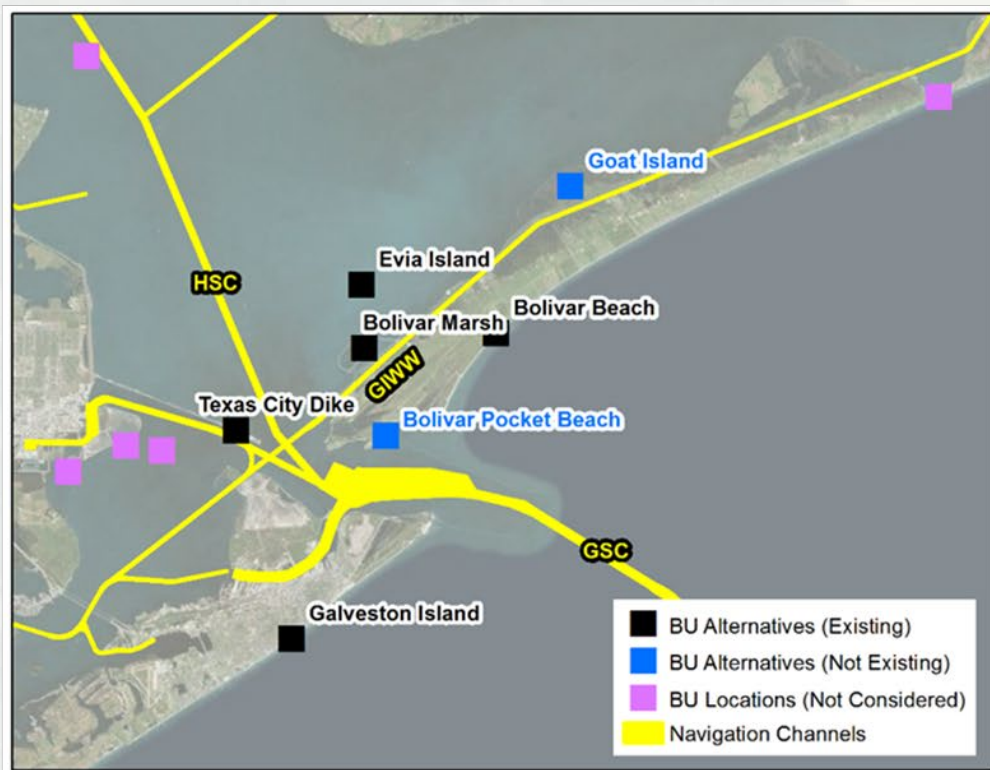 Goat Island
Evia Island
HSC
Bolivar Beach
Bolivar Marsh
GIWW
Texas City Dike
Bolivar Pocket Beach
GSC
Galveston Island
BU Alternatives (Existing)
BU Alternatives (Not Existing)
BU Locations (Not Considered)
Navigation Channels